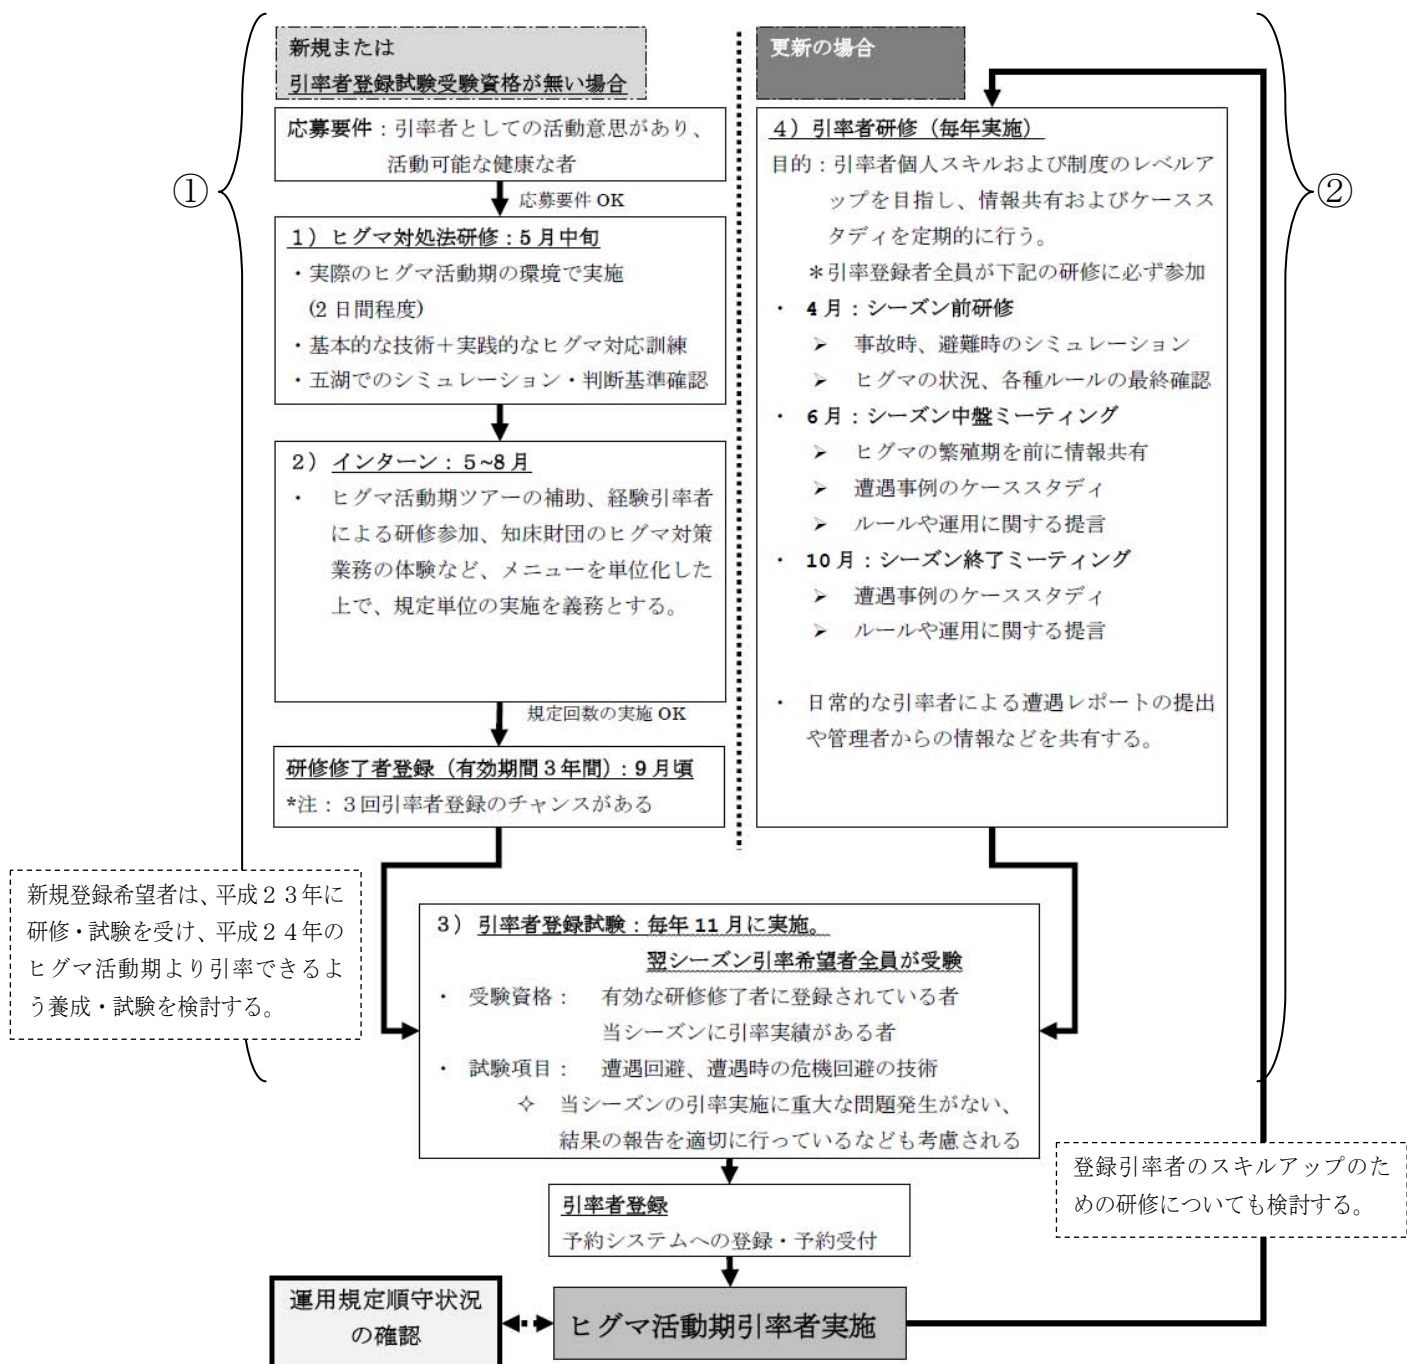 ①
新規または
引率者登録試験受験資格が無い場合
応募要件：引率者としての活動意思があり、
活動可能な健康な者
応募要件 OK
１）ヒグマ対処法研修：5 月中旬
・実際のヒグマ活動期の環境で実施
(2 日間程度)
・基本的な技術＋実践的なヒグマ対応訓練
・五湖でのシミュレーション・判断基準確認
２）インターン： 5~8 月
・ ヒグマ活動期ツアーの補助、経験引率者
による研修参加、知床財団のヒグマ対策
業務の体験など、メニューを単位化した
上で、規定単位の実施を義務とする。
規定回数の実施 OK
研修修了者登録（有効期間３年間）：9 月頃
*注：３回引率者登録のチャンスがある
更新の場合
②
４）引率者研修（毎年実施）
目的：引率者個人スキルおよび制度のレベルア
ップを目指し、情報共有およびケースス
タディを定期的に行う。
＊引率登録者全員が下記の研修に必ず参加
・ 4 月：シーズン前研修
➢ 事故時、避難時のシミュレーション
➢ ヒグマの状況、各種ルールの最終確認
・ 6 月：シーズン中盤ミーティング
➢ ヒグマの繁殖期を前に情報共有
➢ 遭遇事例のケーススタディ
➢ ルールや運用に関する提言
・ 10 月：シーズン終了ミーティング
➢ 遭遇事例のケーススタディ
➢ ルールや運用に関する提言
・ 日常的な引率者による遭遇レポートの提出
や管理者からの情報などを共有する。
新規登録希望者は、平成２３年に
研修・試験を受け、平成２４年の
ヒグマ活動期より引率できるよ
う養成・試験を検討する。
３）引率者登録試験：毎年 11 月に実施。
翌シーズン引率希望者全員が受験
・ 受験資格： 有効な研修修了者に登録されている者
当シーズンに引率実績がある者
・ 試験項目： 遭遇回避、遭遇時の危機回避の技術
✧ 当シーズンの引率実施に重大な問題発生がない、
結果の報告を適切に行っているなども考慮される
登録引率者のスキルアップのた
めの研修についても検討する。
引率者登録
予約システムへの登録・予約受付
運用規定順守状況
の確認
ヒグマ活動期引率者実施